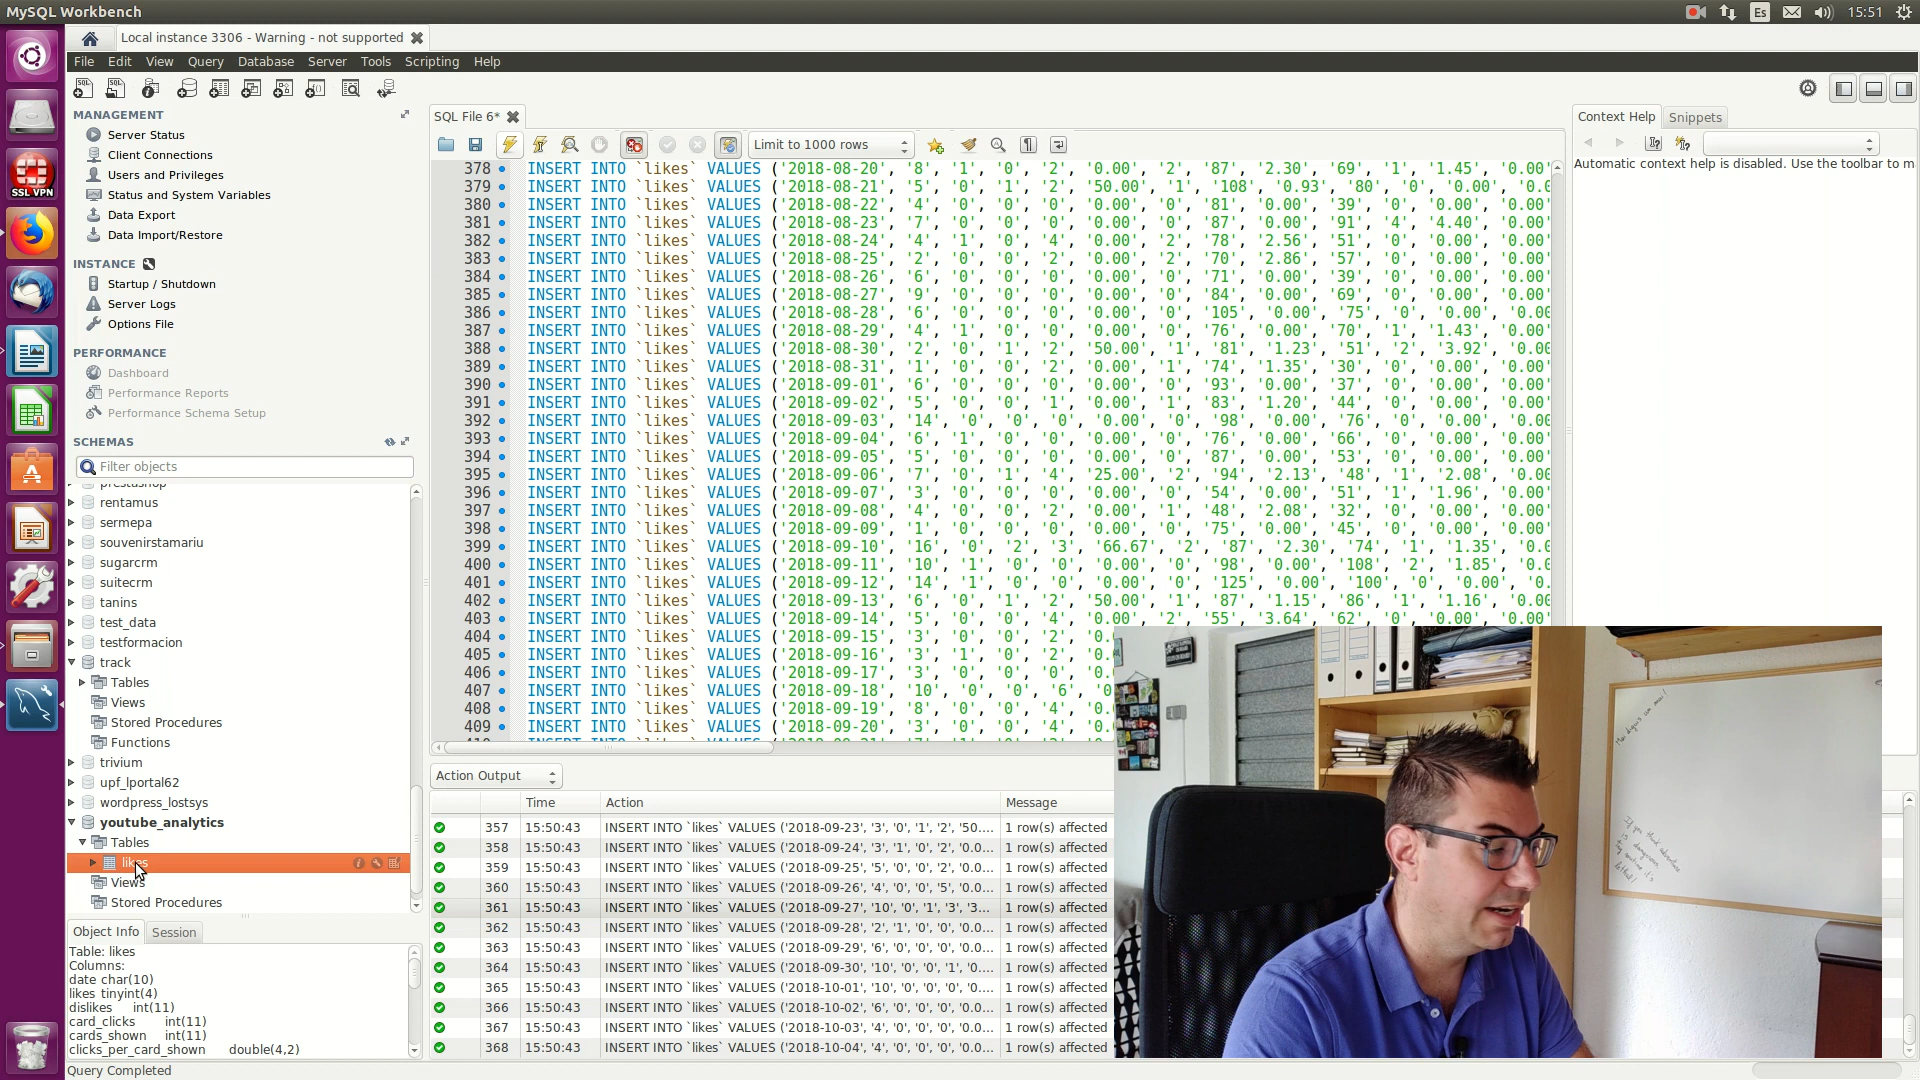 MySQL Workbench
Es
15:51
Local instance 3306 - Warning - not supported
File Edit View Query Database Server Tools Scripting Help
SSL VPN
MANAGEMENT
Server Status
Client Connections
Users and Privileges
Status and System Variables
Data Export
Data Import/Restore
INSTANCE
Startup / Shutdown
Server Logs
Options File
PERFORMANCE
Dashboard
Performance Reports
Performance Schema Setup
SCHEMAS
Filter objects
prestashop
rentamus
sermepa
souvenirstamariu
sugarcrm
suitecrm
tanins
test_data
testformacion
track
Tables
Views
Stored Procedures
Functions
trivium
upf_lportal62
wordpress_lostsys
youtube_analytics
Tables
likes
Views
Stored Procedures
Object Info Session
Table: likes
Columns:
date char(10)
likes tinyint(4)
dislikes int(11)
card_clicks int(11)
cards_shown int(11)
clicks_per_card_shown double(4,2)
Query Completed
SQL File 6*
Limit to 1000 rows
378 INSERT INTO `likes` VALUES ('2018-08-20', '8', '1', '0', '2', '0.00', '2', '87', '2.30', '69', '1', '1.45', '0.00'
379 INSERT INTO `likes` VALUES ('2018-08-21', '5', '0', '1', '2', '50.00', '1', '108', '0.93', '80', '0', '0.00', '0.0
380 INSERT INTO `likes` VALUES ('2018-08-22', '4', '0', '0', '0', '0.00', '0', '81', '0.00', '39', '0', '0.00', '0.00'
381 INSERT INTO `likes` VALUES ('2018-08-23', '7', '0', '0', '0', '0.00', '0', '87', '0.00', '91', '4', '4.40', '0.00'
382 INSERT INTO `likes` VALUES ('2018-08-24', '4', '1', '0', '4', '0.00', '2', '78', '2.56', '51', '0', '0.00', '0.00'
383 INSERT INTO `likes` VALUES ('2018-08-25', '2', '0', '0', '2', '0.00', '2', '70', '2.86', '57', '0', '0.00', '0.00'
384 INSERT INTO `likes` VALUES ('2018-08-26', '6', '0', '0', '0', '0.00', '0', '71', '0.00', '39', '0', '0.00', '0.00'
385 INSERT INTO `likes` VALUES ('2018-08-27', '9', '0', '0', '0', '0.00', '0', '84', '0.00', '69', '0', '0.00', '0.00'
386 INSERT INTO `likes` VALUES ('2018-08-28', '6', '0', '0', '0', '0.00', '0', '105', '0.00', '75', '0', '0.00', '0.00
387 INSERT INTO `likes` VALUES ('2018-08-29', '4', '1', '0', '0', '0.00', '0', '76', '0.00', '70', '1', '1.43', '0.00'
388 INSERT INTO `likes` VALUES ('2018-08-30', '2', '0', '1', '2', '50.00', '1', '81', '1.23', '51', '2', '3.92', '0.00
389 INSERT INTO `likes` VALUES ('2018-08-31', '1', '0', '0', '2', '0.00', '1', '74', '1.35', '30', '0', '0.00', '0.00'
390 INSERT INTO `likes` VALUES ('2018-09-01', '6', '0', '0', '0', '0.00', '0', '93', '0.00', '37', '0', '0.00', '0.00'
391 INSERT INTO `likes` VALUES ('2018-09-02', '5', '0', '0', '1', '0.00', '1', '83', '1.20', '44', '0', '0.00', '0.00'
392 INSERT INTO `likes` VALUES ('2018-09-03', '14', '0', '0', '0', '0.00', '0', '98', '0.00', '76', '0', '0.00', '0.00
393 INSERT INTO `likes` VALUES ('2018-09-04', '6', '1', '0', '0', '0.00', '0', '76', '0.00', '66', '0', '0.00', '0.00'
394 INSERT INTO `likes` VALUES ('2018-09-05', '5', '0', '0', '0', '0.00', '0', '87', '0.00', '53', '0', '0.00', '0.00'
395 INSERT INTO `likes` VALUES ('2018-09-06', '7', '0', '1', '4', '25.00', '2', '94', '2.13', '48', '1', '2.08', '0.00
396 INSERT INTO `likes` VALUES ('2018-09-07', '3', '0', '0', '0', '0.00', '0', '54', '0.00', '51', '1', '1.96', '0.00'
397 INSERT INTO `likes` VALUES ('2018-09-08', '4', '0', '0', '2', '0.00', '1', '48', '2.08', '32', '0', '0.00', '0.00'
398 INSERT INTO `likes` VALUES ('2018-09-09', '1', '0', '0', '0', '0.00', '0', '75', '0.00', '45', '0', '0.00', '0.00'
399 INSERT INTO `likes` VALUES ('2018-09-10', '16', '0', '2', '3', '66.67', '2', '87', '2.30', '74', '1', '1.35', '0.0
400 INSERT INTO `likes` VALUES ('2018-09-11', '10', '1', '0', '0', '0.00', '0', '98', '0.00', '108', '2', '1.85', '0.0
401 INSERT INTO `likes` VALUES ('2018-09-12', '14', '1', '0', '0', '0.00', '0', '125', '0.00', '100', '0', '0.00', '0.
402 INSERT INTO `likes` VALUES ('2018-09-13', '6', '0', '1', '2', '50.00', '1', '87', '1.15', '86', '1', '1.16', '0.00
403 INSERT INTO `likes` VALUES ('2018-09-14', '5', '0', '0', '4', '0.00', '2', '55', '3.64', '62', '0', '0.00', '0.00'
404 INSERT INTO `likes` VALUES ('2018-09-15', '3', '0', '0', '2', '0.
405 INSERT INTO `likes` VALUES ('2018-09-16', '3', '1', '0', '2', '0.
406 INSERT INTO `likes` VALUES ('2018-09-17', '3', '0', '0', '0', '0.
407 INSERT INTO `likes` VALUES ('2018-09-18', '10', '0', '0', '6', '0
408 INSERT INTO `likes` VALUES ('2018-09-19', '8', '0', '0', '4', '0.
409 INSERT INTO `likes` VALUES ('2018-09-20', '3', '0', '0', '4', '0.
Action Output
Time Action Message
357 15:50:43 INSERT INTO `likes` VALUES ('2018-09-23', '3', '0', '1', '2', '50.... 1 row(s) affected
358 15:50:43 INSERT INTO `likes` VALUES ('2018-09-24', '3', '1', '0', '2', '0.0... 1 row(s) affected
359 15:50:43 INSERT INTO `likes` VALUES ('2018-09-25', '5', '0', '0', '2', '0.0... 1 row(s) affected
360 15:50:43 INSERT INTO `likes` VALUES ('2018-09-26', '4', '0', '0', '5', '0.0... 1 row(s) affected
361 15:50:43 INSERT INTO `likes` VALUES ('2018-09-27', '10', '0', '1', '3', '3... 1 row(s) affected
362 15:50:43 INSERT INTO `likes` VALUES ('2018-09-28', '2', '1', '0', '0', '0.0... 1 row(s) affected
363 15:50:43 INSERT INTO `likes` VALUES ('2018-09-29', '6', '0', '0', '0', '0.0... 1 row(s) affected
364 15:50:43 INSERT INTO `likes` VALUES ('2018-09-30', '10', '0', '0', '1', '0.... 1 row(s) affected
365 15:50:43 INSERT INTO `likes` VALUES ('2018-10-01', '10', '0', '0', '0', '0.... 1 row(s) affected
366 15:50:43 INSERT INTO `likes` VALUES ('2018-10-02', '6', '0', '0', '0', '0.0... 1 row(s) affected
367 15:50:43 INSERT INTO `likes` VALUES ('2018-10-03', '4', '0', '0', '0', '0.0... 1 row(s) affected
368 15:50:43 INSERT INTO `likes` VALUES ('2018-10-04', '4', '0', '0', '0', '0.0... 1 row(s) affected
Context Help Snippets
Automatic context help is disabled. Use the toolbar to m